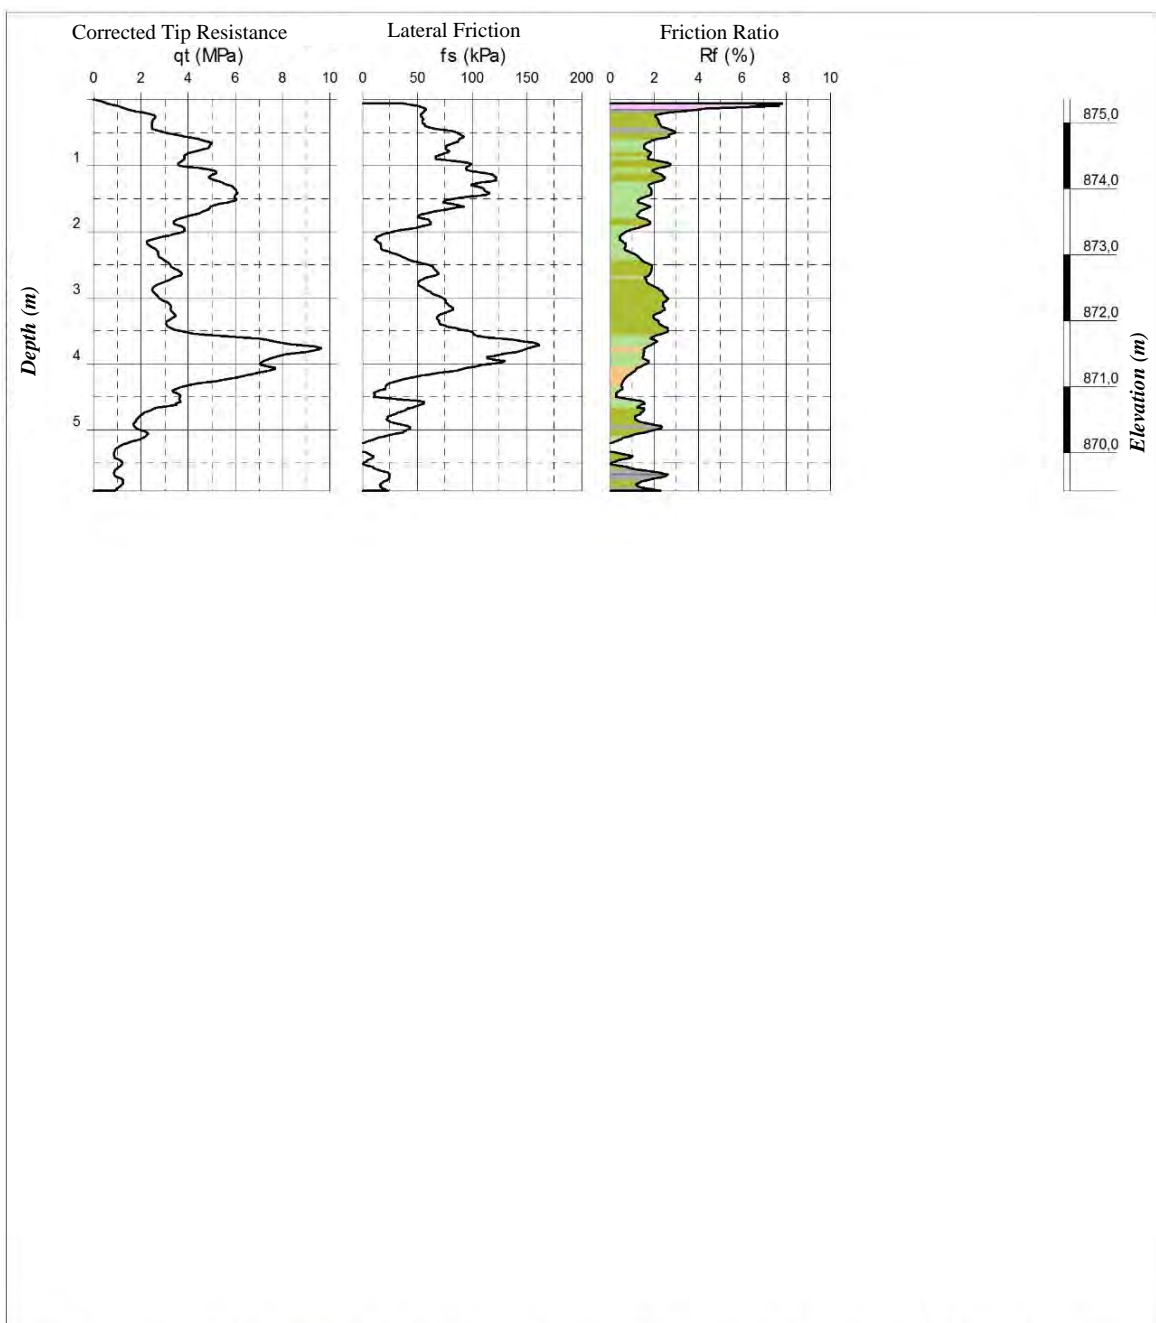 Corrected Tip Resistance
qt (MPa)
0 2 4 6 8 10
Lateral Friction
fs (kPa)
0 50 100 150 200
Friction Ratio
Rf (%)
0 2 4 6 8 10
Depth (m)
1
2
3
4
5
875,0
874,0
873,0
872,0
871,0
870,0
Elevation (m)